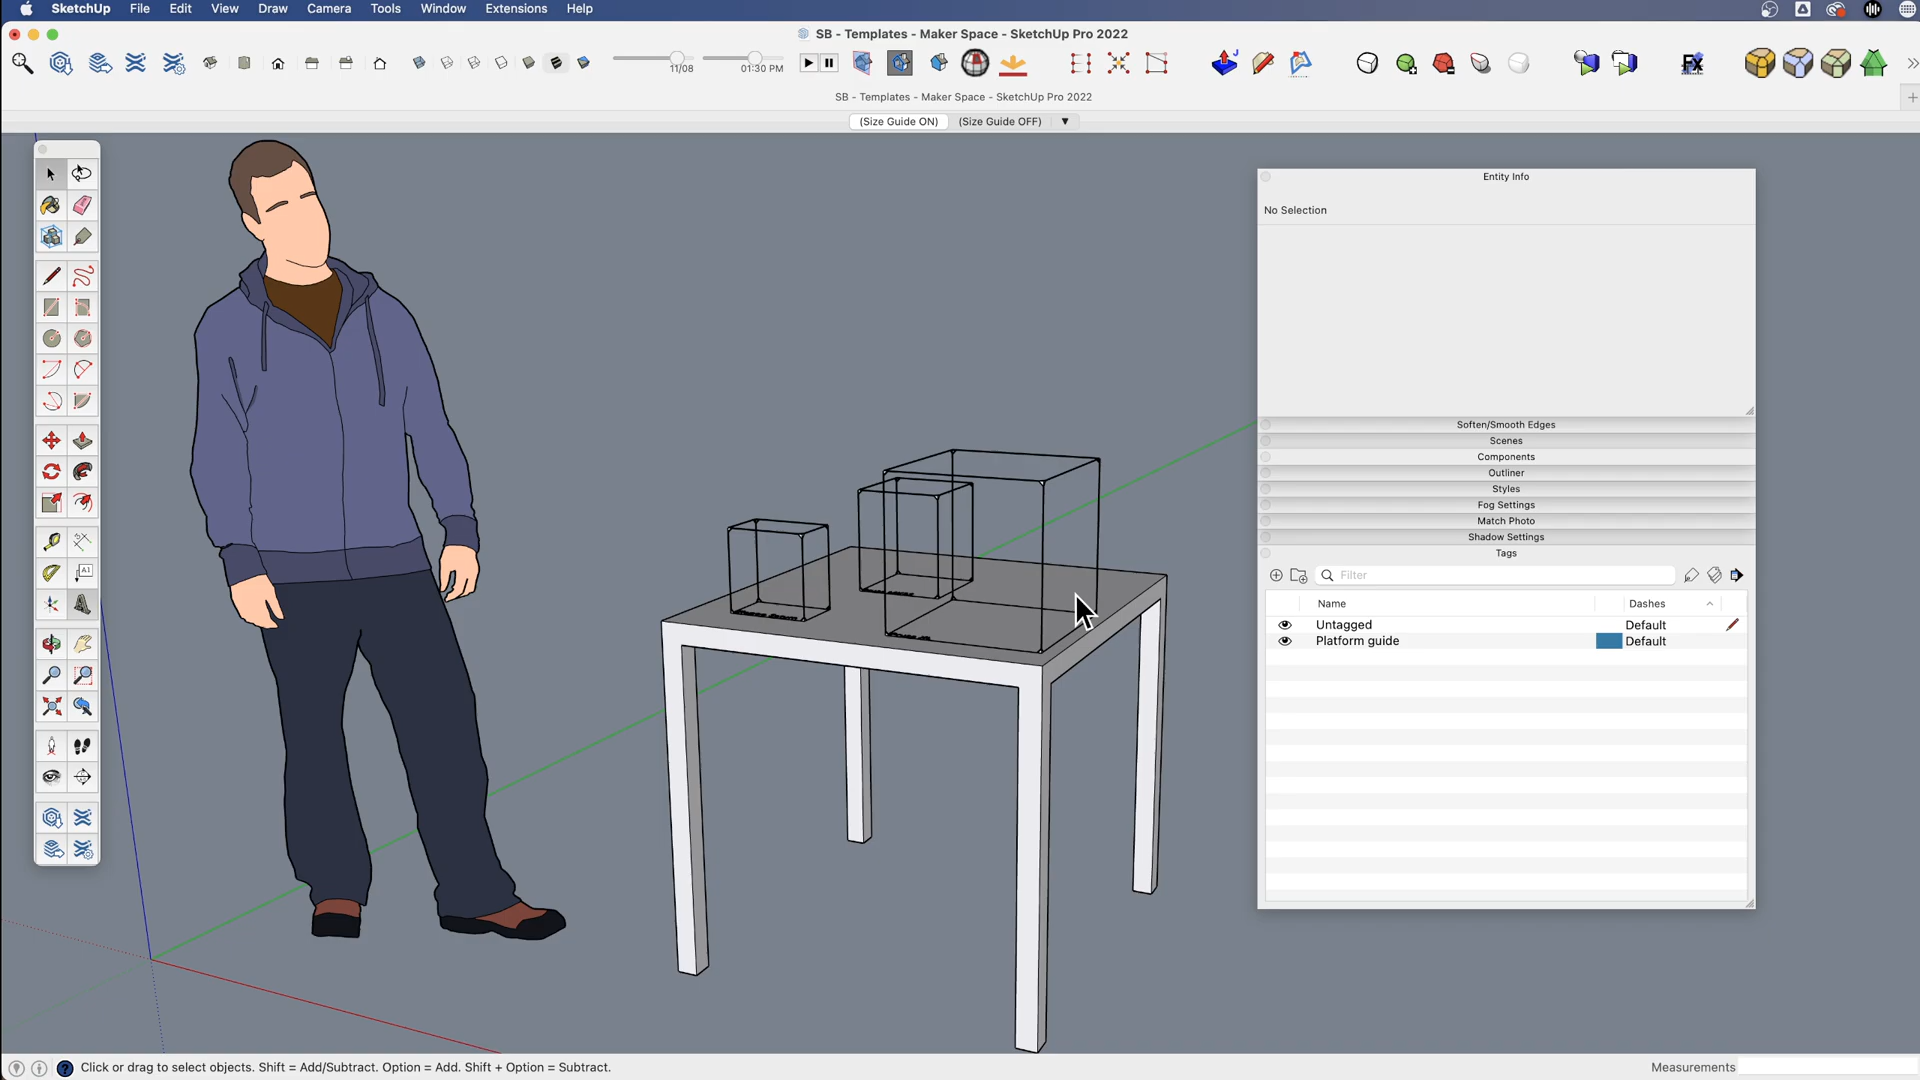 SketchUp File Edit View Draw Camera Tools Window Extensions Help
SB - Templates - Maker Space - SketchUp Pro 2022
11/08 01:30 PM
J
FX
SB - Templates - Maker Space - SketchUp Pro 2022
(Size Guide ON) (Size Guide OFF)
Entity Info
No Selection
Soften/Smooth Edges
Scenes
Components
Outliner
Styles
Fog Settings
Match Photo
Shadow Settings
Tags
Filter
Name Dashes
Untagged Default
Platform guide Default
A1
Click or drag to select objects. Shift = Add/Subtract. Option = Add. Shift + Option = Subtract.
Measurements